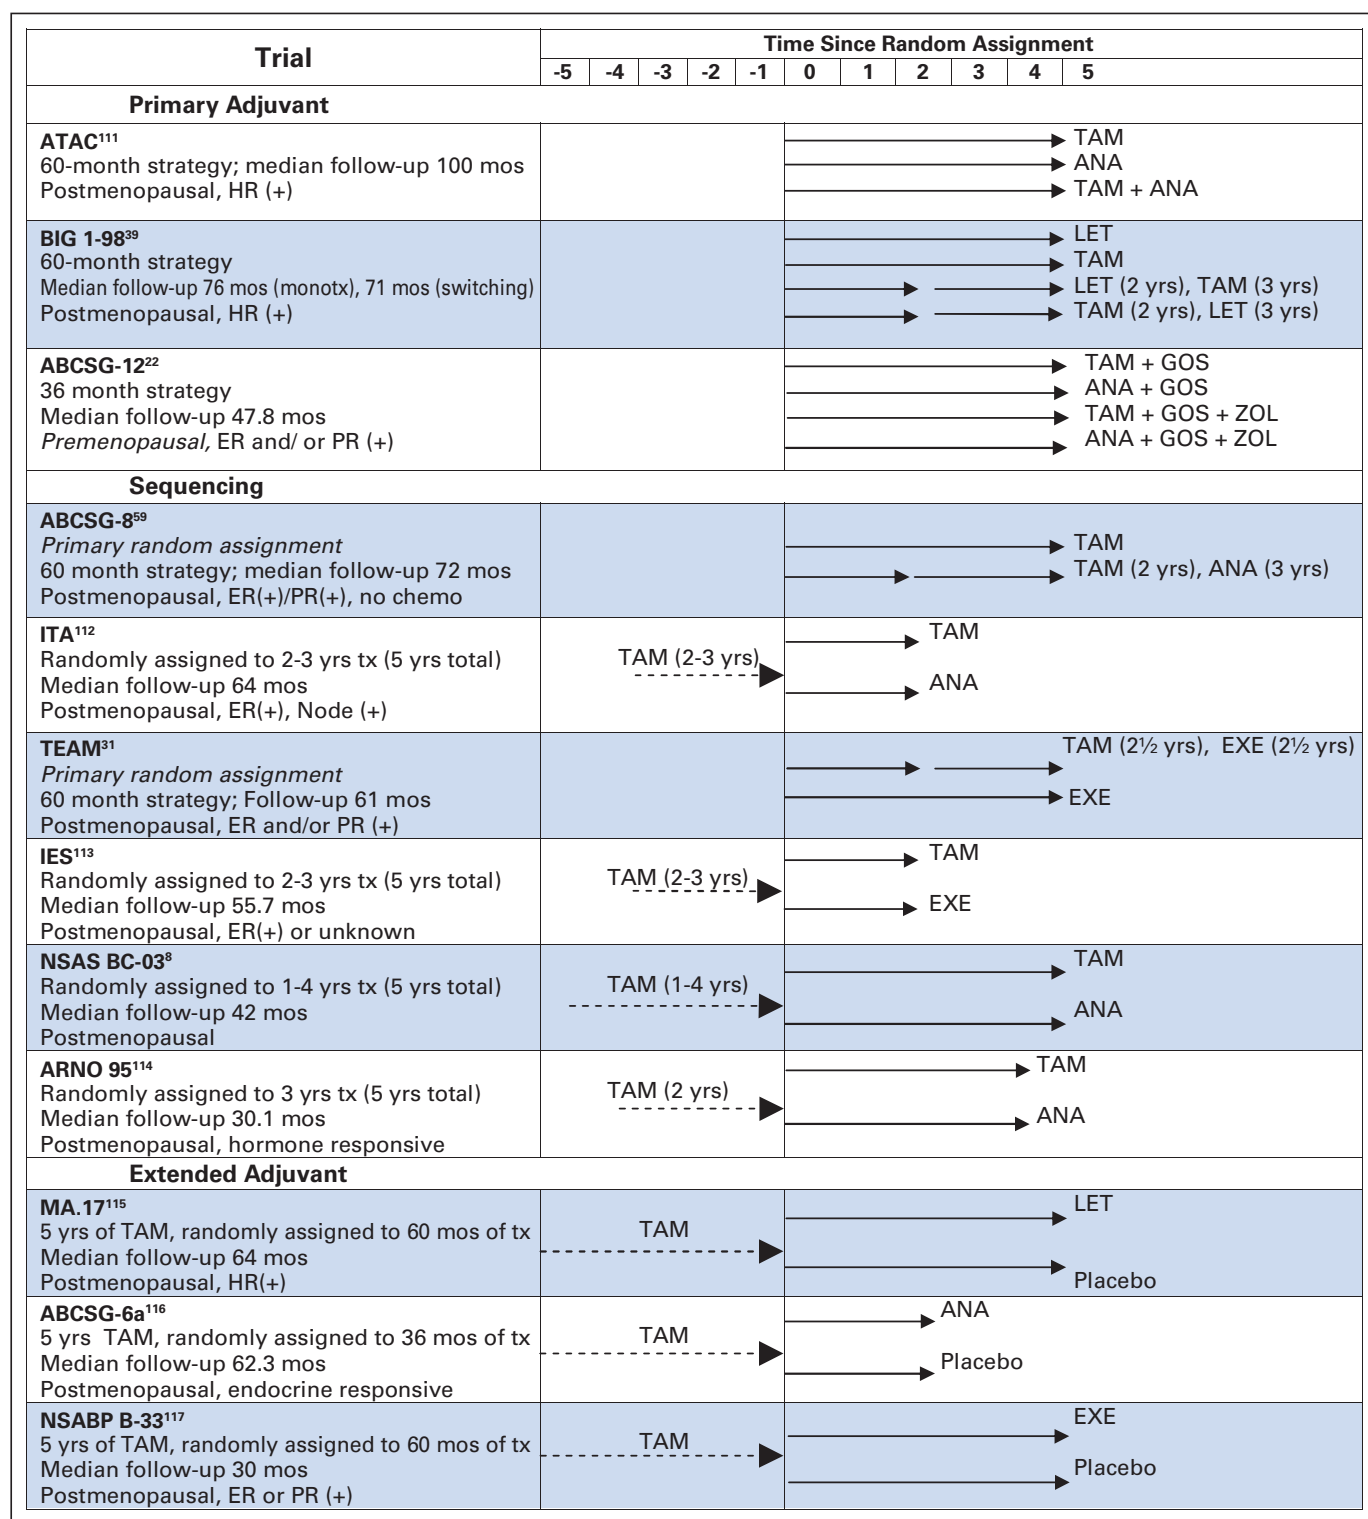 Trial
Time Since Random Assignment
-5 -4 -3 -2 -1 0 1 2 3 4 5
Primary Adjuvant
ATAC111
60-month strategy; median follow-up 100 mos
Postmenopausal, HR (+)
TAM
ANA
TAM + ANA
BIG 1-9839
60-month strategy
Median follow-up 76 mos (monotx), 71 mos (switching)
Postmenopausal, HR (+)
LET
TAM
LET (2 yrs), TAM (3 yrs)
TAM (2 yrs), LET (3 yrs)
ABCSG-1222
36 month strategy
Median follow-up 47.8 mos
Premenopausal, ER and/ or PR (+)
TAM + GOS
ANA + GOS
TAM + GOS + ZOL
ANA + GOS + ZOL
Sequencing
ABCSG-859
Primary random assignment
60 month strategy; median follow-up 72 mos
Postmenopausal, ER(+)/PR(+), no chemo
TAM
TAM (2 yrs), ANA (3 yrs)
ITA112
Randomly assigned to 2-3 yrs tx (5 yrs total)
Median follow-up 64 mos
Postmenopausal, ER(+), Node (+)
TAM (2-3 yrs)
TAM
ANA
TEAM31
Primary random assignment
60 month strategy; Follow-up 61 mos
Postmenopausal, ER and/or PR (+)
TAM (2½ yrs), EXE (2½ yrs)
EXE
IES113
Randomly assigned to 2-3 yrs tx (5 yrs total)
Median follow-up 55.7 mos
Postmenopausal, ER(+) or unknown
TAM (2-3 yrs)
TAM
EXE
NSAS BC-038
Randomly assigned to 1-4 yrs tx (5 yrs total)
Median follow-up 42 mos
Postmenopausal
TAM (1-4 yrs)
TAM
ANA
ARNO 95114
Randomly assigned to 3 yrs tx (5 yrs total)
Median follow-up 30.1 mos
Postmenopausal, hormone responsive
TAM (2 yrs)
TAM
ANA
Extended Adjuvant
MA.17115
5 yrs of TAM, randomly assigned to 60 mos of tx
Median follow-up 64 mos
Postmenopausal, HR(+)
TAM
LET
Placebo
ABCSG-6a116
5 yrs TAM, randomly assigned to 36 mos of tx
Median follow-up 62.3 mos
Postmenopausal, endocrine responsive
TAM
ANA
Placebo
NSABP B-33117
5 yrs of TAM, randomly assigned to 60 mos of tx
Median follow-up 30 mos
Postmenopausal, ER or PR (+)
TAM
EXE
Placebo